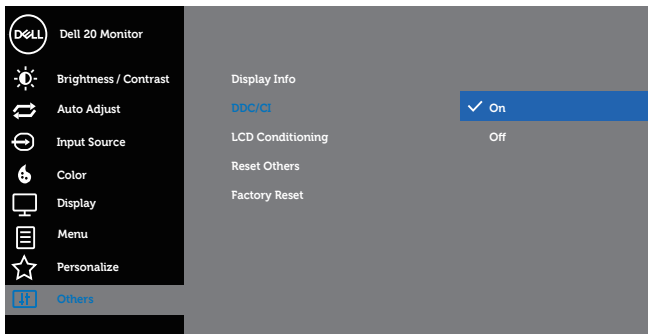 DELL
Dell 20 Monitor
Brightness / Contrast
Auto Adjust
Input Source
Color
Display
Menu
Personalize
Others
Display Info
DDC/CI
LCD Conditioning
Reset Others
Factory Reset
On
Off